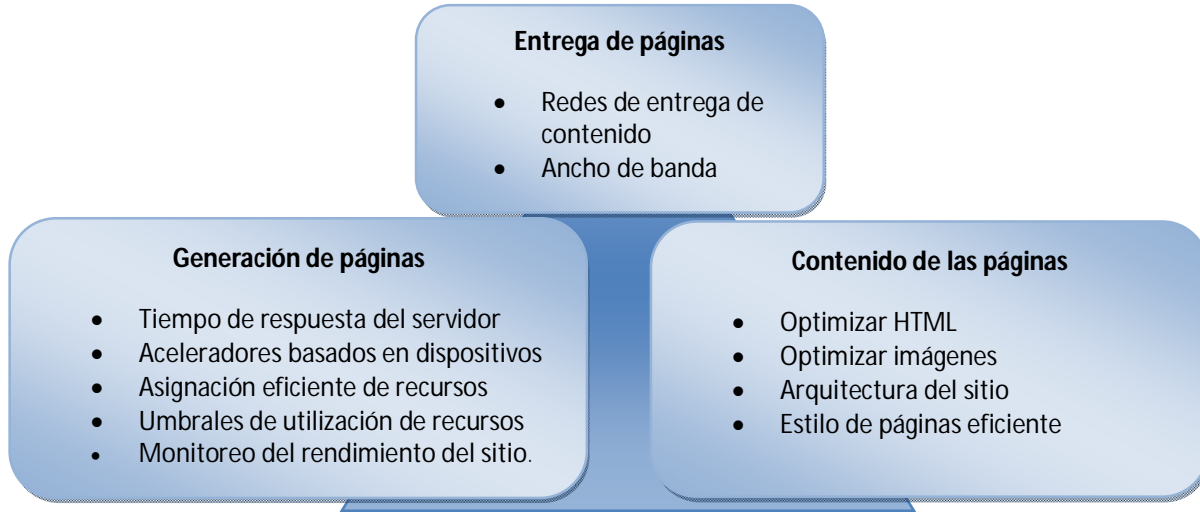 Entrega de páginas
• Redes de entrega de
contenido
• Ancho de banda
Generación de páginas
• Tiempo de respuesta del servidor
• Aceleradores basados en dispositivos
• Asignación eficiente de recursos
• Umbrales de utilización de recursos
• Monitoreo del rendimiento del sitio.
Contenido de las páginas
• Optimizar HTML
• Optimizar imágenes
• Arquitectura del sitio
• Estilo de páginas eficiente